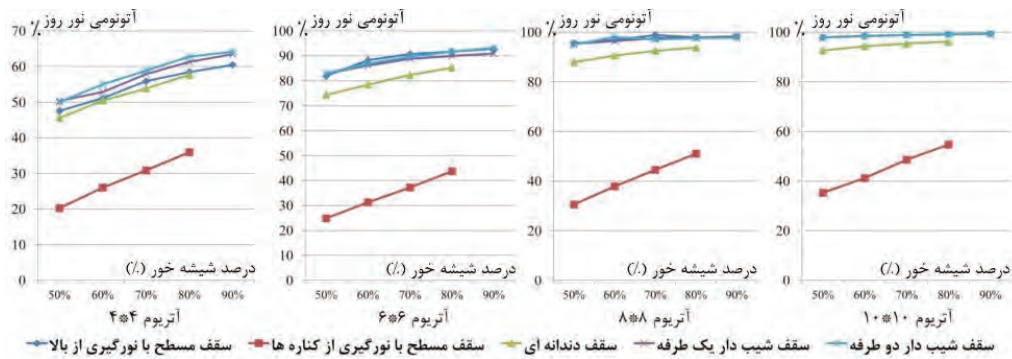 آتونومی نور روز
٪
70
60
50
40
30
20
10
0
درصد شیشه خور (٪)
50% 60% 70% 80% 90%
آتریوم ۴*۴
آتونومی نور روز
٪
100
90
80
70
60
50
40
30
20
10
0
درصد شیشه خور (٪)
50% 60% 70% 80% 90%
آتریوم ۶*۶
آتونومی نور روز
٪
100
80
60
40
20
0
درصد شیشه خور (٪)
50% 60% 70% 80% 90%
آتریوم ۸*۸
آتونومی نور روز
٪
100
80
60
40
20
0
درصد شیشه خور (٪)
50% 60% 70% 80% 90%
آتریوم ۱۰*۱۰
سقف مسطح با نورگیری از بالا
سقف مسطح با نورگیری از کناره ها
سقف دندانه ای
سقف شیب دار یک طرفه
سقف شیب دار دو طرفه